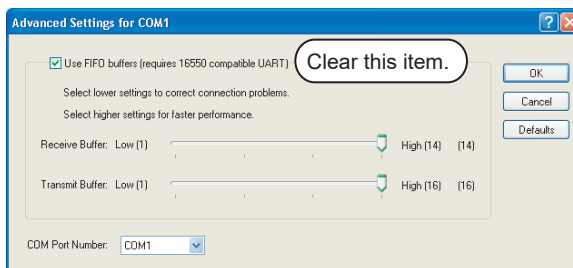 Advanced Settings for COM1
Use FIFO buffers (requires 16550 compatible UART)
Clear this item.
OK
Select lower settings to correct connection problems.
Cancel
Select higher settings for faster performance.
Defaults
Receive Buffer: Low (1) High (14) (14)
Transmit Buffer: Low (1) High (16) (16)
COM Port Number: COM1